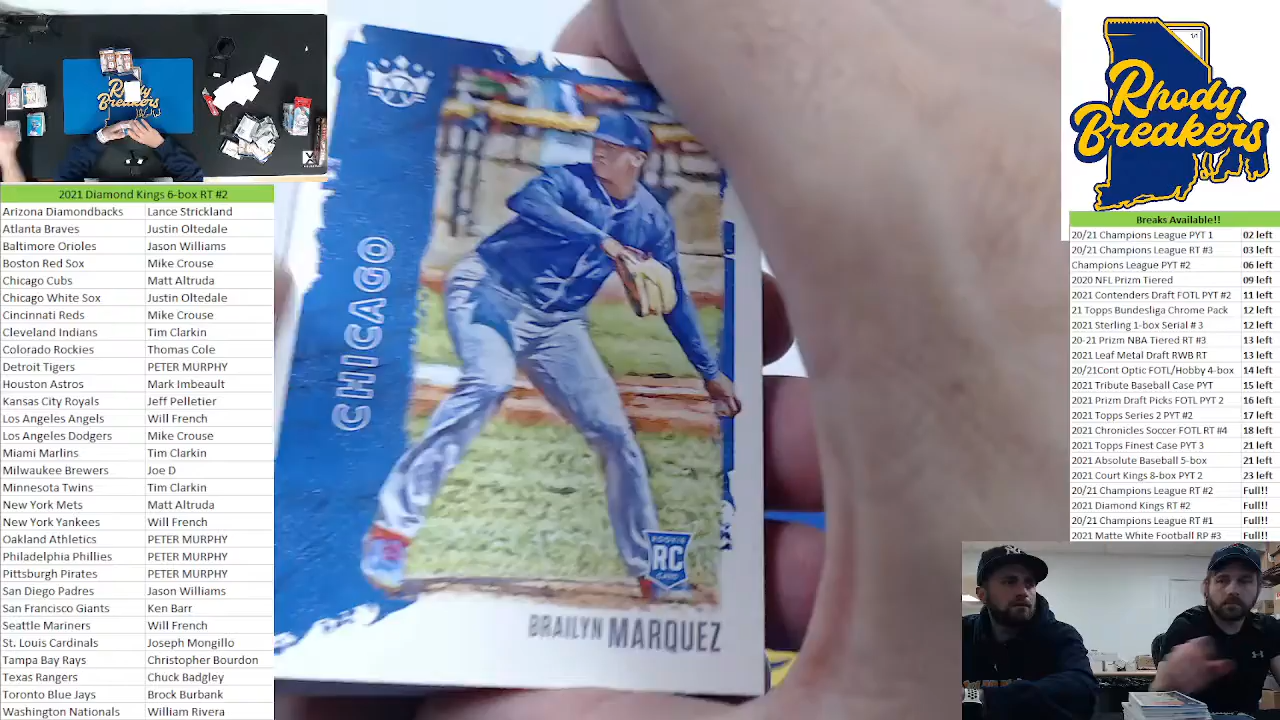 Rhody
Breakers
2021 Diamond Kings 6-box RT #2
Arizona Diamondbacks Lance Strickland
Atlanta Braves Justin Oltedale
Baltimore Orioles Jason Williams
Boston Red Sox Mike Crouse
Chicago Cubs Matt Altruda
Chicago White Sox Justin Oltedale
Cincinnati Reds Mike Crouse
Cleveland Indians Tim Clarkin
Colorado Rockies Thomas Cole
Detroit Tigers PETER MURPHY
Houston Astros Mark Imbeault
Kansas City Royals Jeff Pelletier
Los Angeles Angels Will French
Los Angeles Dodgers Mike Crouse
Miami Marlins Tim Clarkin
Milwaukee Brewers Joe D
Minnesota Twins Tim Clarkin
New York Mets Matt Altruda
New York Yankees Will French
Oakland Athletics PETER MURPHY
Philadelphia Phillies PETER MURPHY
Pittsburgh Pirates PETER MURPHY
San Diego Padres Jason Williams
San Francisco Giants Ken Barr
Seattle Mariners Will French
St. Louis Cardinals Joseph Mongillo
Tampa Bay Rays Christopher Bourdon
Texas Rangers Chuck Badgley
Toronto Blue Jays Brock Burbank
Washington Nationals William Rivera
CHICAGO
ROOKIE
RC
CARD
BRAILYN MARQUEZ
Rhody
Breakers
Breaks Available!!
20/21 Champions League PYT 1 02 left
20/21 Champions League RT #3 03 left
Champions League PYT #2 06 left
2020 NFL Prizm Tiered 09 left
2021 Contenders Draft FOTL PYT #2 11 left
21 Topps Bundesliga Chrome Pack 12 left
2021 Sterling 1-box Serial # 3 12 left
20-21 Prizm NBA Tiered RT #3 13 left
2021 Leaf Metal Draft RWB RT 13 left
20/21Cont Optic FOTL/Hobby 4-box 14 left
2021 Tribute Baseball Case PYT 15 left
2021 Prizm Draft Picks FOTL PYT 2 16 left
2021 Topps Series 2 PYT #2 17 left
2021 Chronicles Soccer FOTL RT #4 18 left
2021 Topps Finest Case PYT 3 21 left
2021 Absolute Baseball 5-box 21 left
2021 Court Kings 8-box PYT 2 23 left
20/21 Champions League RT #2 Full!!
2021 Diamond Kings RT #2 Full!!
20/21 Champions League RT #1 Full!!
2021 Matte White Football RP #3 Full!!